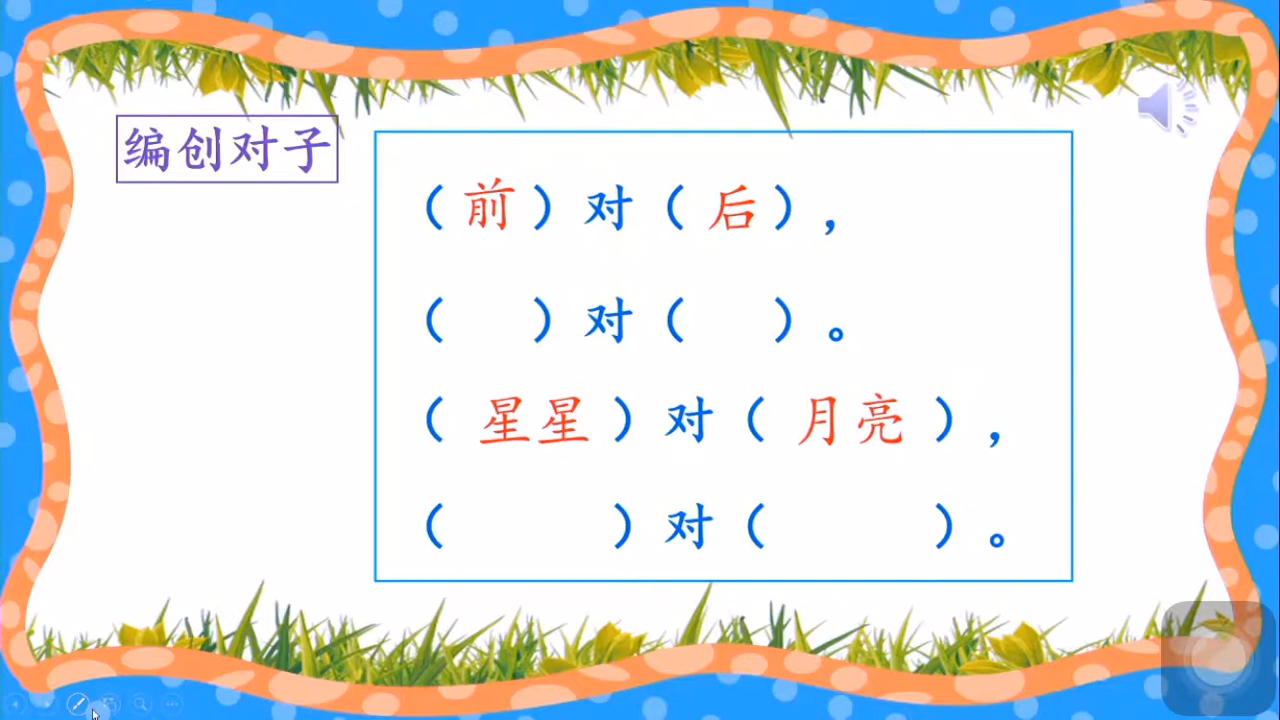 编创对子
（前）对（后），
（ ）对（ ）。
（星星）对（月亮），
（ ）对（ ）。